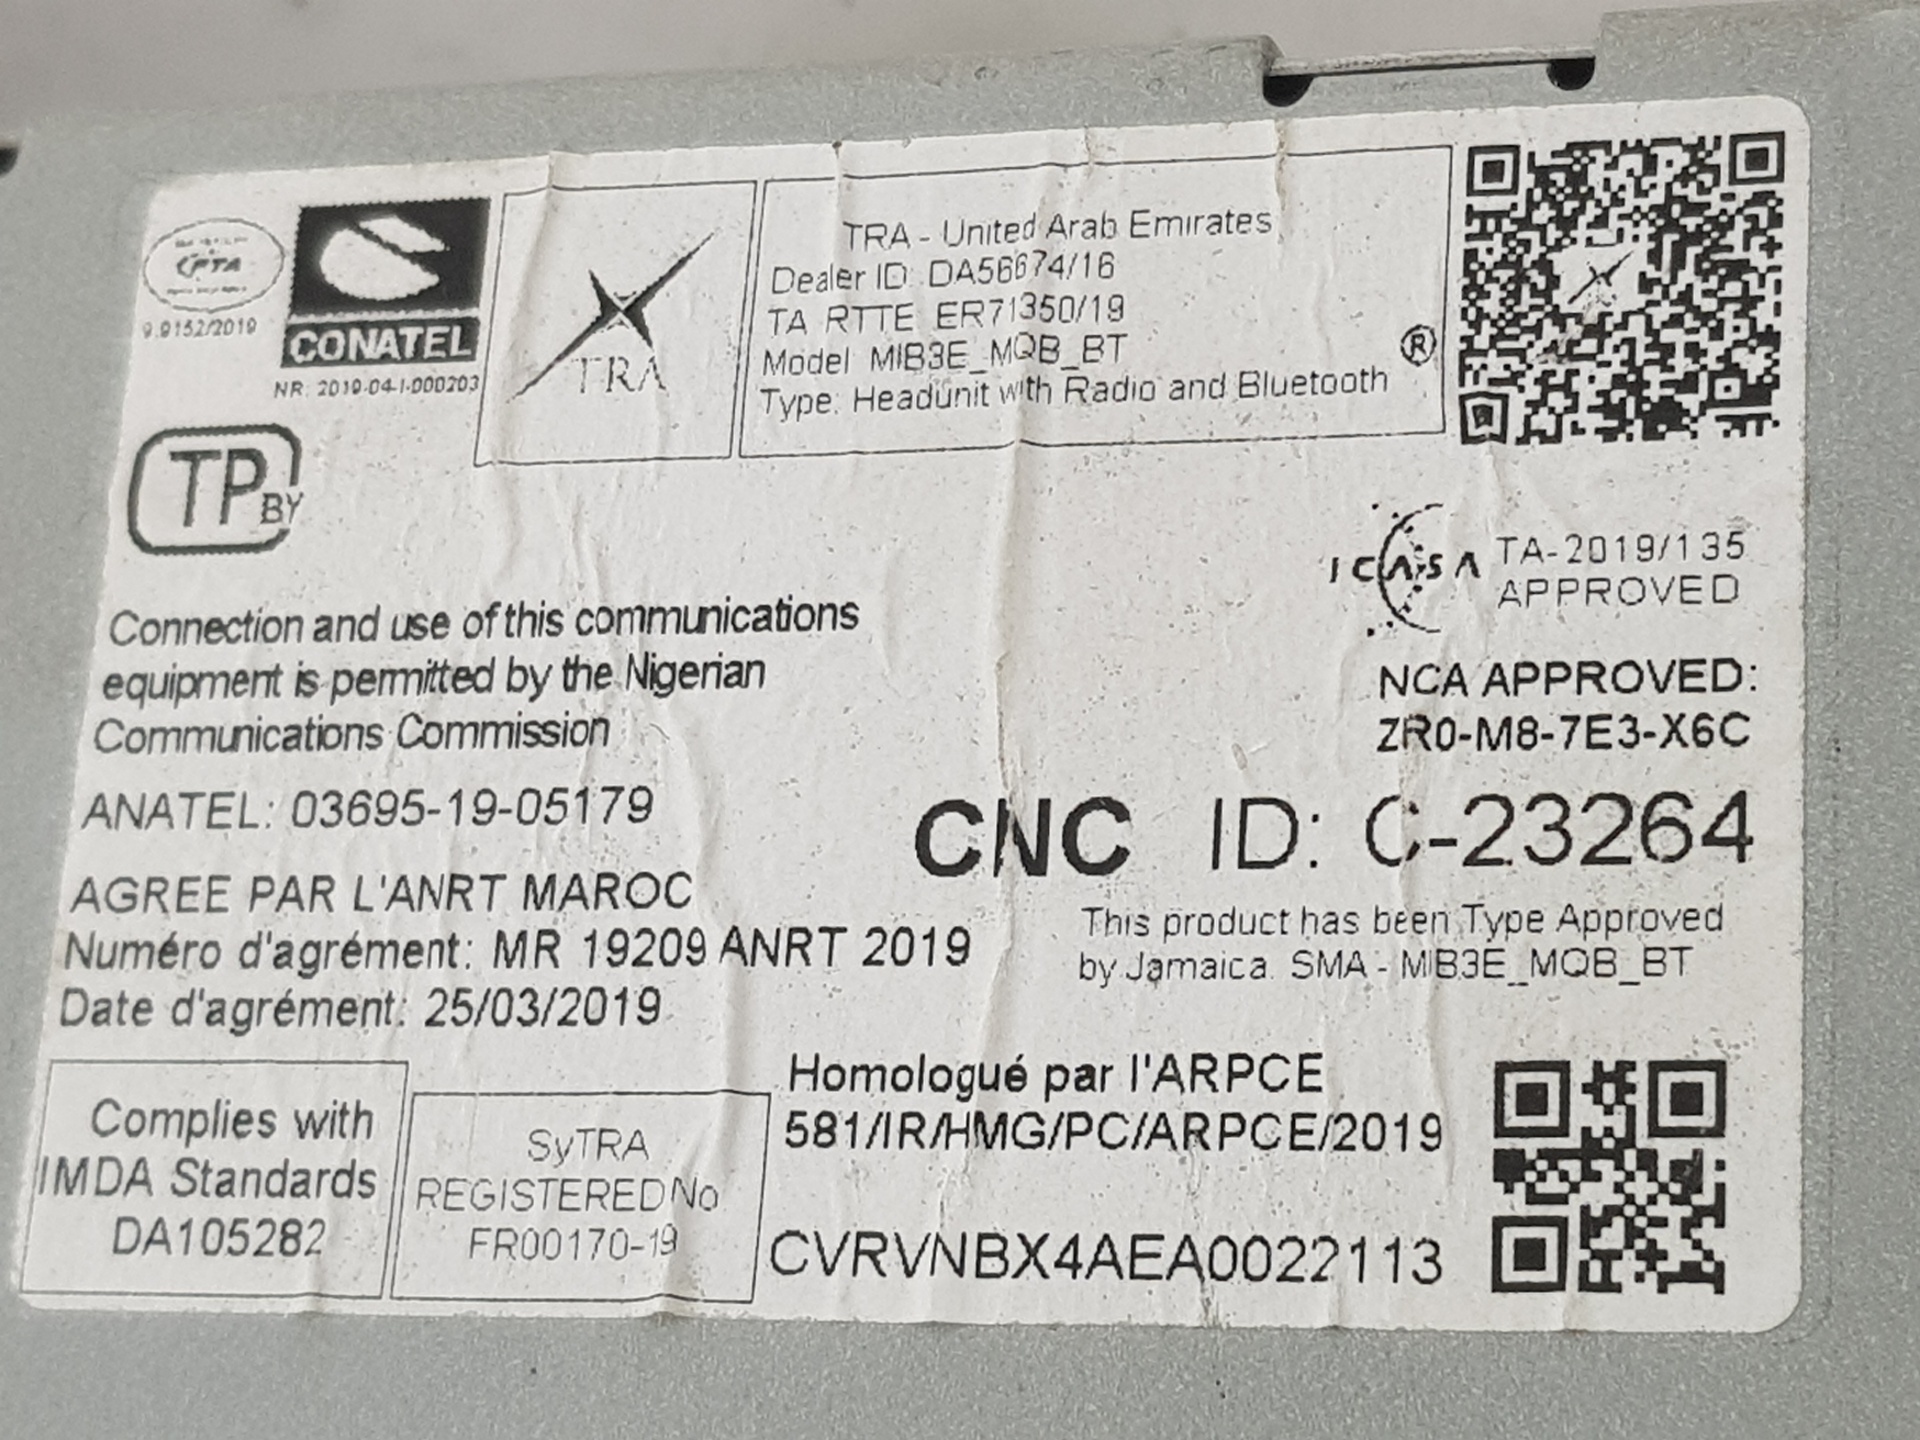 PTA
9.9152/2019
CONATEL
NR: 2019-04-I-000203
TRA
TRA - United Arab Emirates
Dealer ID: DA56674/16
TA RTTE ER71350/19
Model MIB3E_MQB_BT
Type: Headunit with Radio and Bluetooth ®
TP BY
ICASA TA-2019/135
APPROVED
Connection and use of this communications
equipment is permitted by the Nigerian
Communications Commission
NCA APPROVED:
ZR0-M8-7E3-X6C
ANATEL: 03695-19-05179
CNC ID: C-23264
AGREE PAR L'ANRT MAROC
Numéro d'agrément: MR 19209 ANRT 2019
Date d'agrément: 25/03/2019
This product has been Type Approved
by Jamaica. SMA - MIB3E_MQB_BT
Complies with
IMDA Standards
DA105282
SyTRA
REGISTERED No.
FR00170-19
Homologué par l'ARPCE
581/IR/HMG/PC/ARPCE/2019
CVRVNBX4AEA0022113